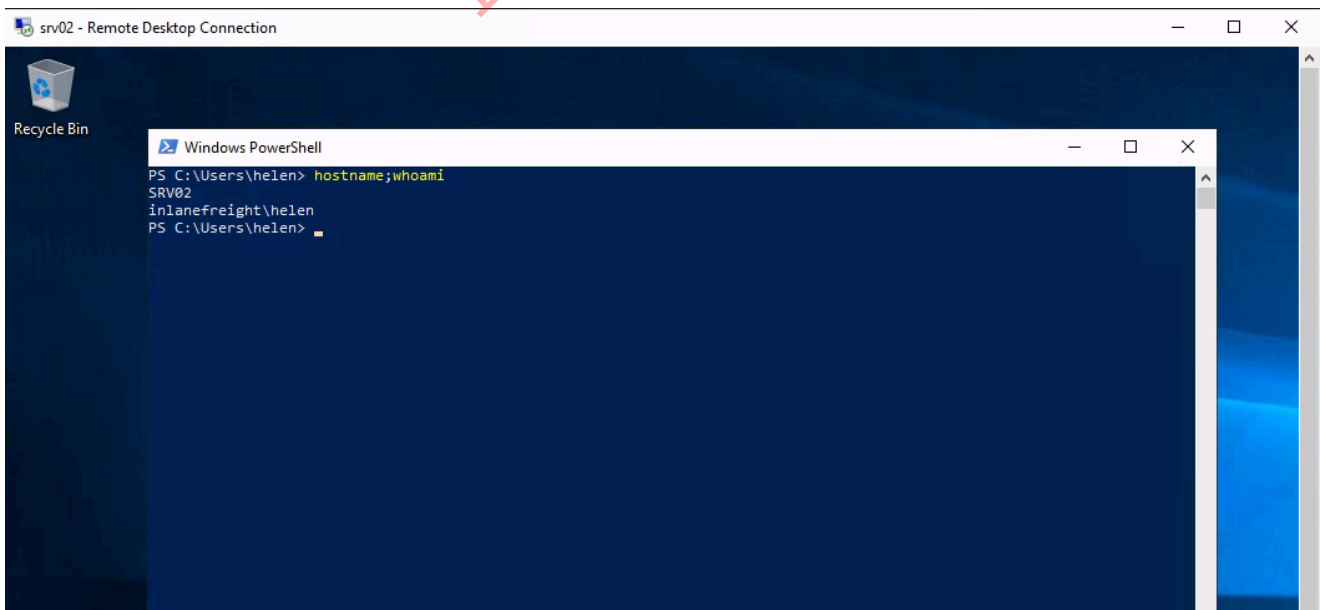 srv02 - Remote Desktop Connection
Recycle Bin
Windows PowerShell
PS C:\Users\helen> hostname;whoami
SRV02
inlanefreight\helen
PS C:\Users\helen>